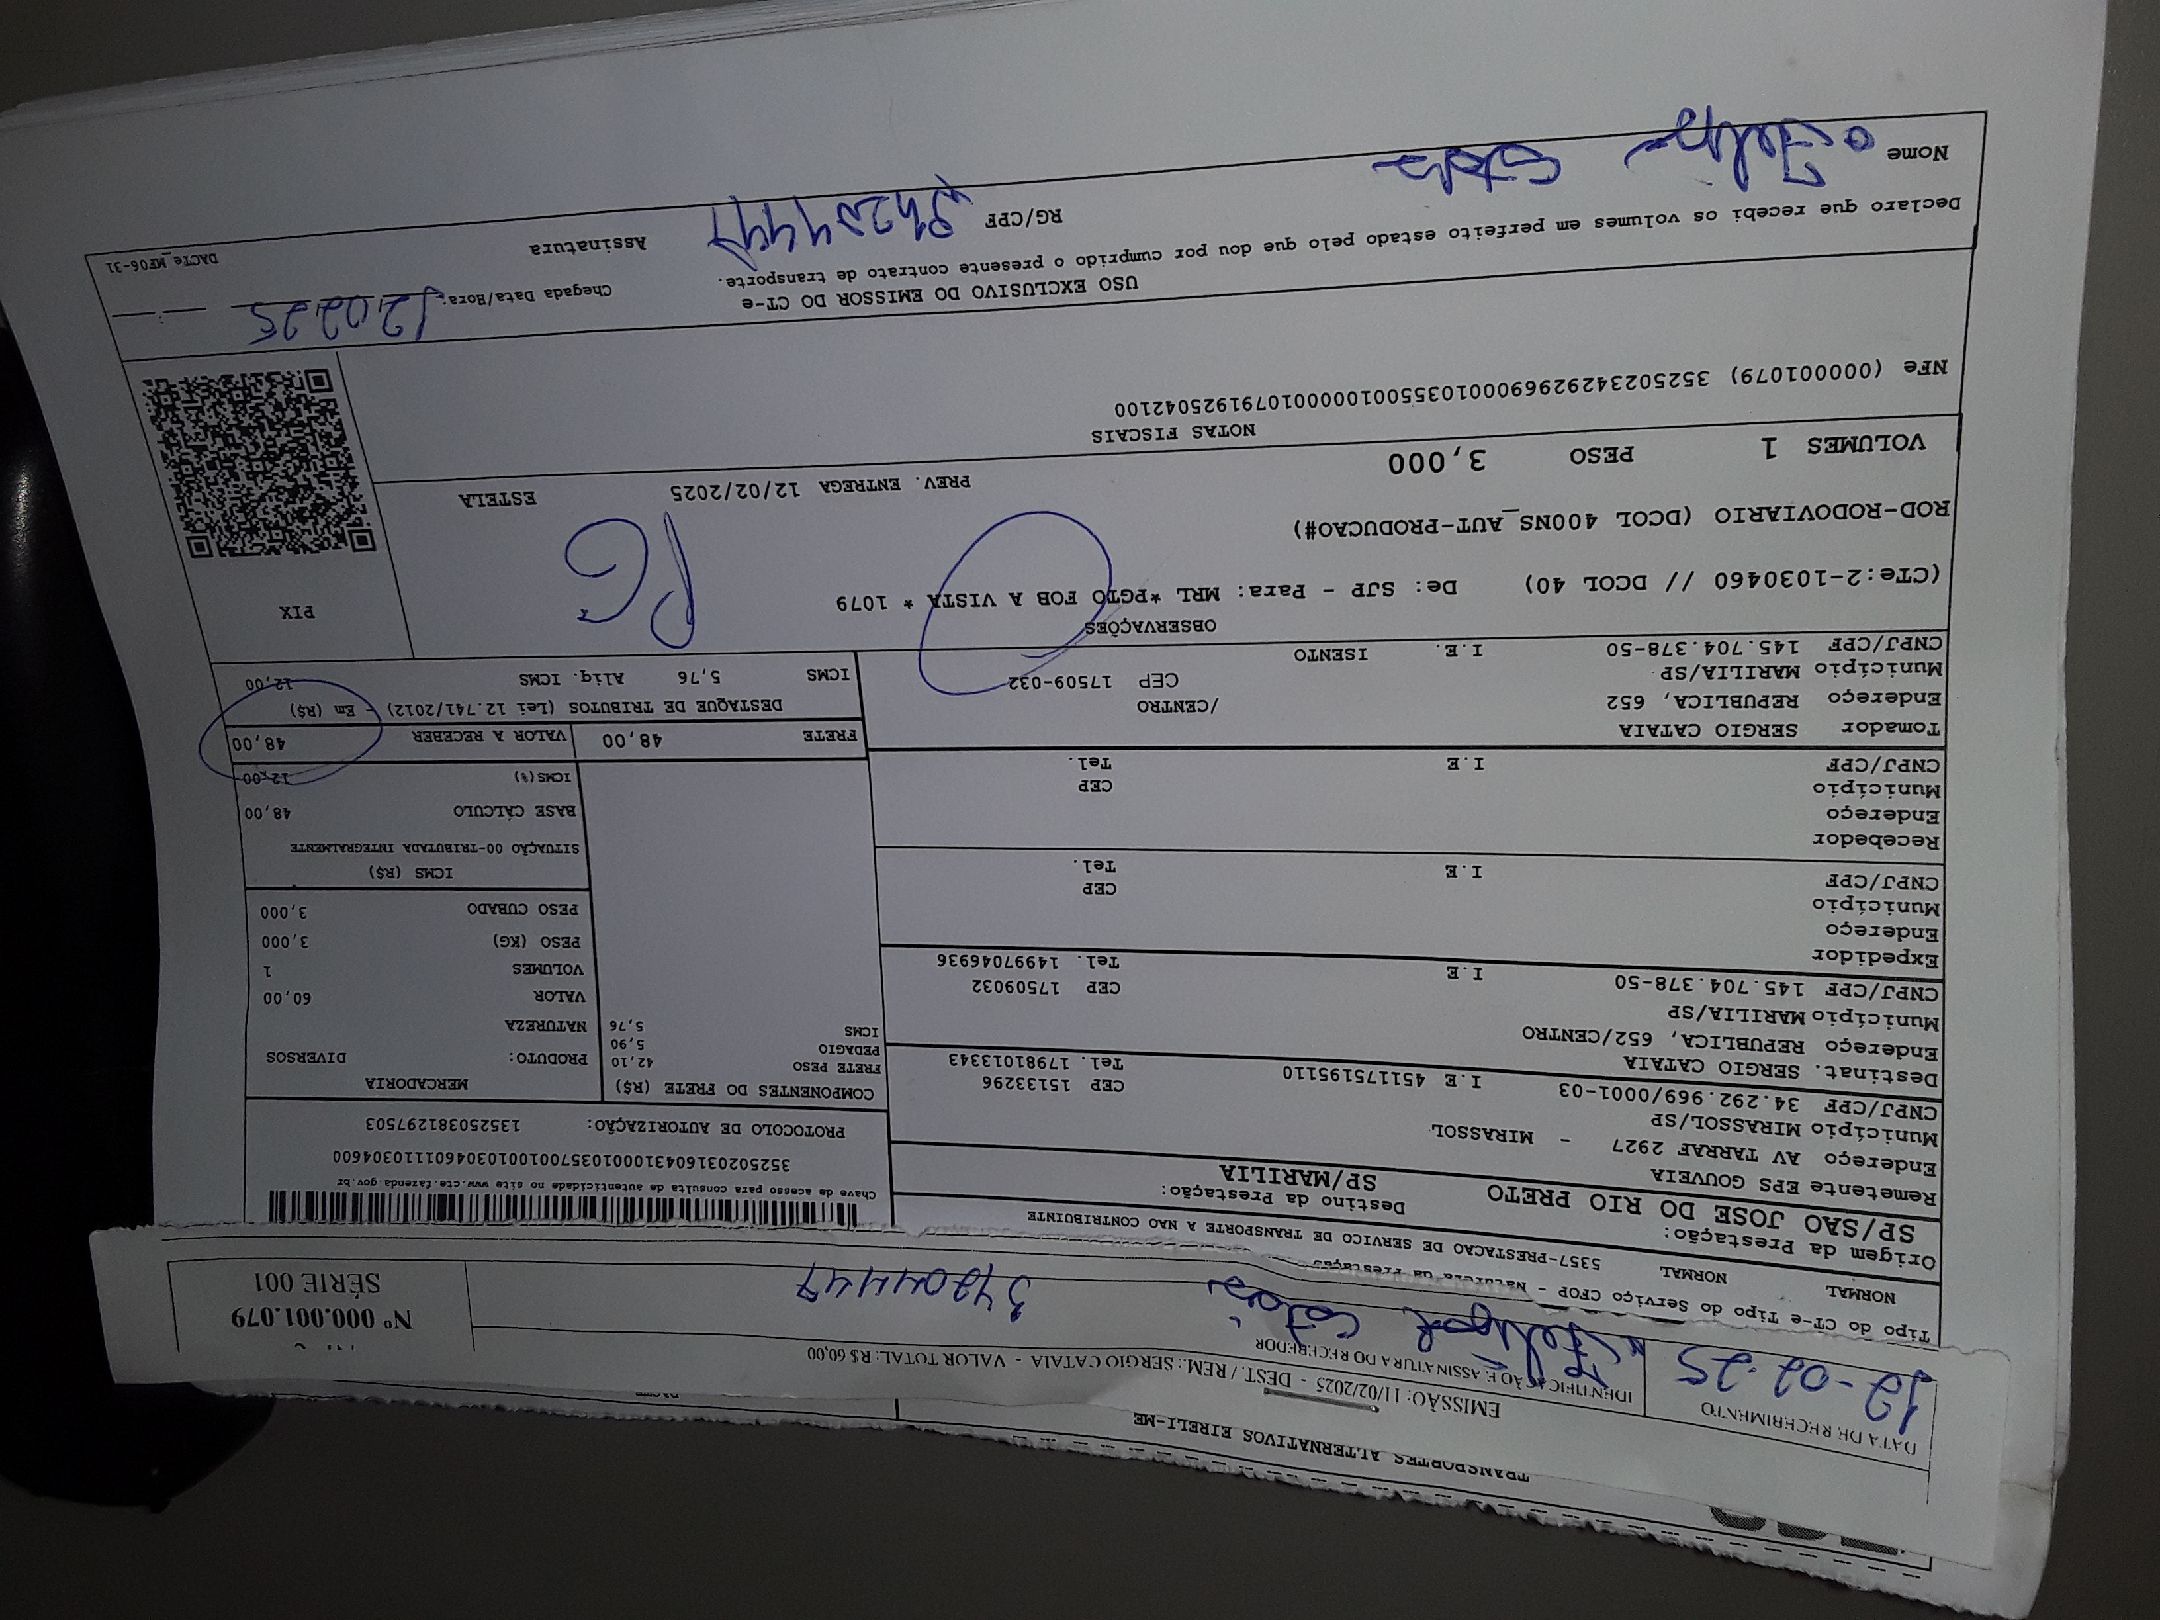 TRANSPORTES ALTERNATIVOS EIRELI-ME
EMISSÃO: 11/02/2025 - DEST. / REM.: SERGIO CATAIA - VALOR TOTAL: R$ 60,00
DATA DE RECEBIMENTO
12-02-25
IDENTIFICAÇÃO E ASSINATURA DO RECEBEDOR
34204447
Nº 000.001.079
SÉRIE 001
Tipo do CT-e Tipo do Serviço CFOP - Natureza da Prestação
NORMAL NORMAL 5357-PRESTACAO DE SERVICO DE TRANSPORTE A NAO CONTRIBUINTE
Origem da Prestação: Destino da Prestação:
SP/SAO JOSE DO RIO PRETO SP/MARILIA
Remetente EPS GOUVEIA
Endereço AV TARRAF 2927 - MIRASSOL
Município MIRASSOL/SP CEP 15133296
CNPJ/CPF 34.292.969/0001-03 I.E 451175195110 Tel. 17981013343
Destinat. SERGIO CATAIA
Endereço REPUBLICA, 652/CENTRO
Município MARILIA/SP CEP 17509032
CNPJ/CPF 145.704.378-50 I.E Tel. 14997046936
Expedidor
Endereço
Município CEP
CNPJ/CPF I.E Tel.
Recebedor
Endereço
Município CEP
CNPJ/CPF I.E Tel.
Tomador SERGIO CATAIA
Endereço REPUBLICA, 652 /CENTRO
Município MARILIA/SP CEP 17509-032
CNPJ/CPF 145.704.378-50 I.E. ISENTO
Chave de acesso para consulta de autenticidade no site www.cte.fazenda.gov.br
35250203160431000103570010010304601110304600
PROTOCOLO DE AUTORIZAÇÃO: 135250381297503
COMPONENTES DO FRETE (R$)
FRETE PESO 42,10
PEDAGIO 5,90
ICMS 5,76
MERCADORIA
PRODUTO: DIVERSOS
NATUREZA
VALOR 60,00
VOLUMES 1
PESO (KG) 3,000
PESO CUBADO 3,000
ICMS (R$)
SITUAÇÃO 00-TRIBUTADA INTEGRALMENTE
BASE CÁLCULO 48,00
ICMS(%) 12,00
FRETE 48,00 VALOR A RECEBER 48,00
DESTAQUE DE TRIBUTOS (Lei 12.741/2012) - Em (R$)
ICMS 5,76 Aliq. ICMS 12,00
OBSERVAÇÕES
(CTe:2-1030460 // DCOL 40) De: SJP - Para: MRL *PGTO FOB A VISTA * 1079
PG
PIX
ROD-RODOVIARIO (DCOL 400NS_AUT-PRODUCAO#)
VOLUMES 1 PESO 3,000 PREV. ENTREGA 12/02/2025 ESTELA
NOTAS FISCAIS
NFe (000001079) 35250234292969000103550010000010791925042100
USO EXCLUSIVO DO EMISSOR DO CT-e
Declaro que recebi os volumes em perfeito estado pelo que dou por cumprido o presente contrato de transporte.
Chegada Data/Hora: 12 02 25
Nome
RG/CPF 34204447
Assinatura
DACTe_MF06-31